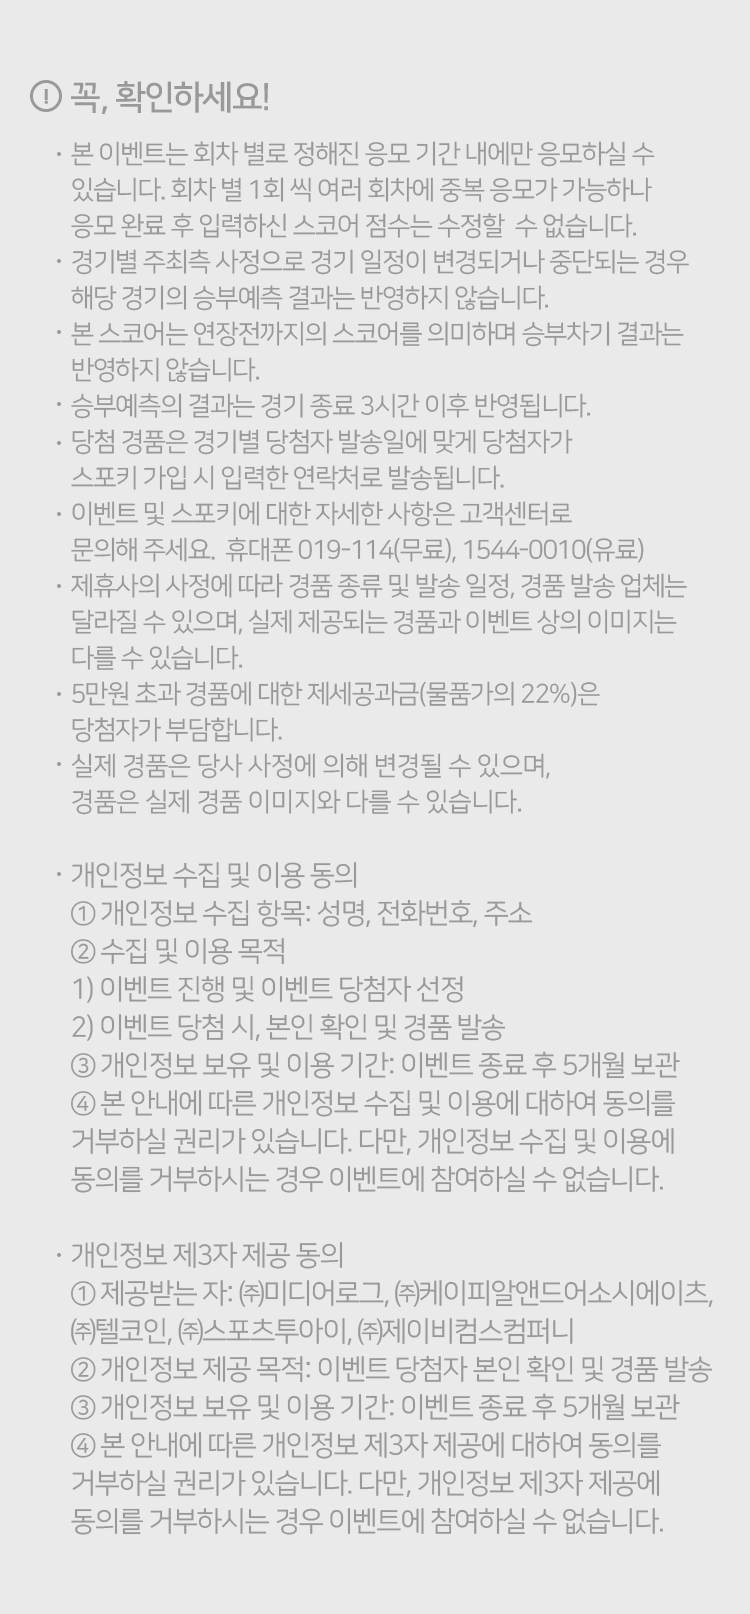 꼭, 확인하세요!
· 본 이벤트는 회차 별로 정해진 응모 기간 내에만 응모하실 수
있습니다. 회차 별 1회 씩 여러 회차에 중복 응모가 가능하나
응모 완료 후 입력하신 스코어 점수는 수정할 수 없습니다.
· 경기별 주최측 사정으로 경기 일정이 변경되거나 중단되는 경우
해당 경기의 승부예측 결과는 반영하지 않습니다.
· 본 스코어는 연장전까지의 스코어를 의미하며 승부차기 결과는
반영하지 않습니다.
· 승부예측의 결과는 경기 종료 3시간 이후 반영됩니다.
· 당첨 경품은 경기별 당첨자 발송일에 맞게 당첨자가
스포키 가입 시 입력한 연락처로 발송됩니다.
· 이벤트 및 스포키에 대한 자세한 사항은 고객센터로
문의해 주세요. 휴대폰 019-114(무료), 1544-0010(유료)
· 제휴사의 사정에 따라 경품 종류 및 발송 일정, 경품 발송 업체는
달라질 수 있으며, 실제 제공되는 경품과 이벤트 상의 이미지는
다를 수 있습니다.
· 5만원 초과 경품에 대한 제세공과금(물품가의 22%)은
당첨자가 부담합니다.
· 실제 경품은 당사 사정에 의해 변경될 수 있으며,
경품은 실제 경품 이미지와 다를 수 있습니다.
· 개인정보 수집 및 이용 동의
① 개인정보 수집 항목: 성명, 전화번호, 주소
② 수집 및 이용 목적
1) 이벤트 진행 및 이벤트 당첨자 선정
2) 이벤트 당첨 시, 본인 확인 및 경품 발송
③ 개인정보 보유 및 이용 기간: 이벤트 종료 후 5개월 보관
④ 본 안내에 따른 개인정보 수집 및 이용에 대하여 동의를
거부하실 권리가 있습니다. 다만, 개인정보 수집 및 이용에
동의를 거부하시는 경우 이벤트에 참여하실 수 없습니다.
· 개인정보 제3자 제공 동의
① 제공받는 자: ㈜미디어로그, ㈜케이피알앤드어소시에이츠,
㈜텔코인, ㈜스포츠투아이, ㈜제이비컴스컴퍼니
② 개인정보 제공 목적: 이벤트 당첨자 본인 확인 및 경품 발송
③ 개인정보 보유 및 이용 기간: 이벤트 종료 후 5개월 보관
④ 본 안내에 따른 개인정보 제3자 제공에 대하여 동의를
거부하실 권리가 있습니다. 다만, 개인정보 제3자 제공에
동의를 거부하시는 경우 이벤트에 참여하실 수 없습니다.